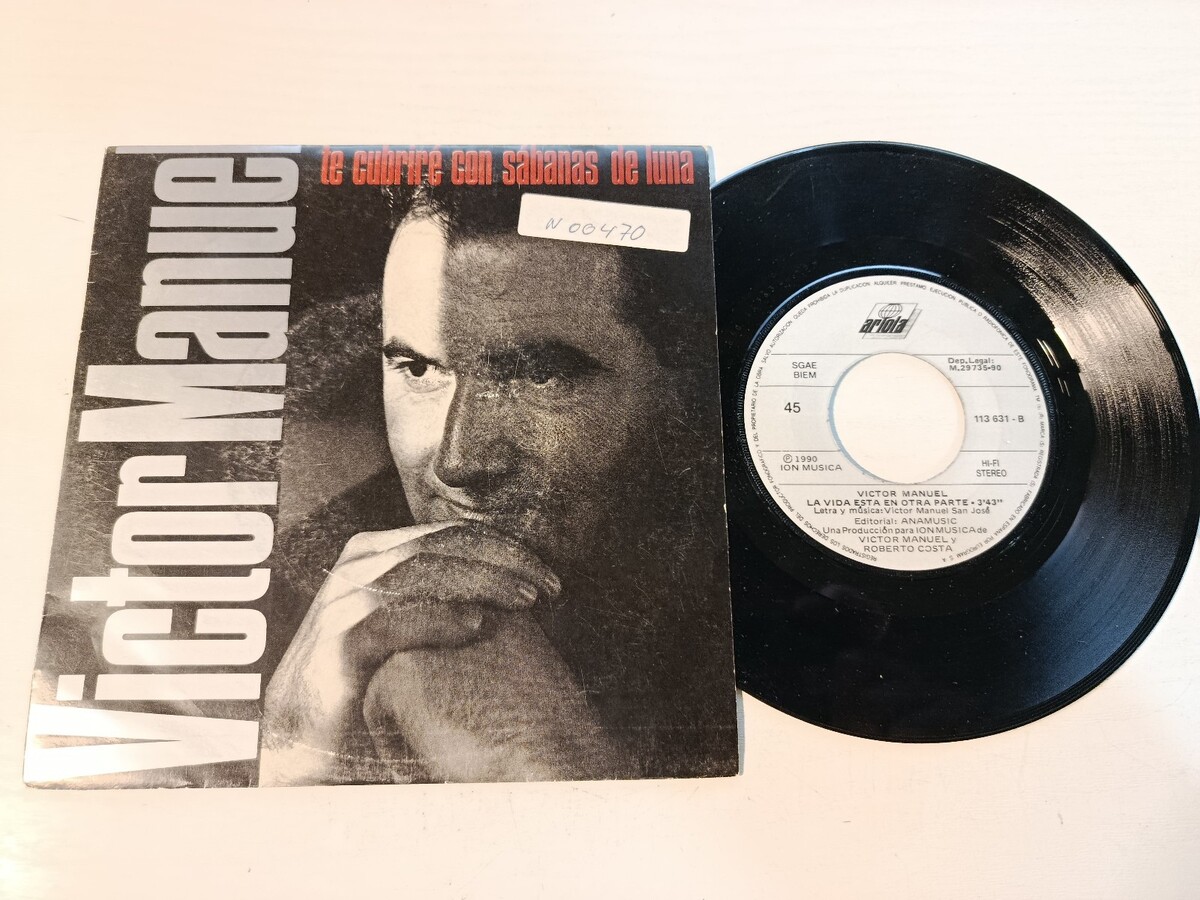 Victor Manuel
te cubriré con sábanas de luna
N 00470
ariola
SGAE
BIEM
Dep. Legal:
M.29735-90
45
113 631 - B
℗ 1990
ION MUSICA
HI-FI
STEREO
VICTOR MANUEL
LA VIDA ESTA EN OTRA PARTE • 3'43"
Letra y música: Víctor Manuel San José
Editorial: ANAMUSIC
Una Producción para ION MUSICA de
VICTOR MANUEL y
ROBERTO COSTA